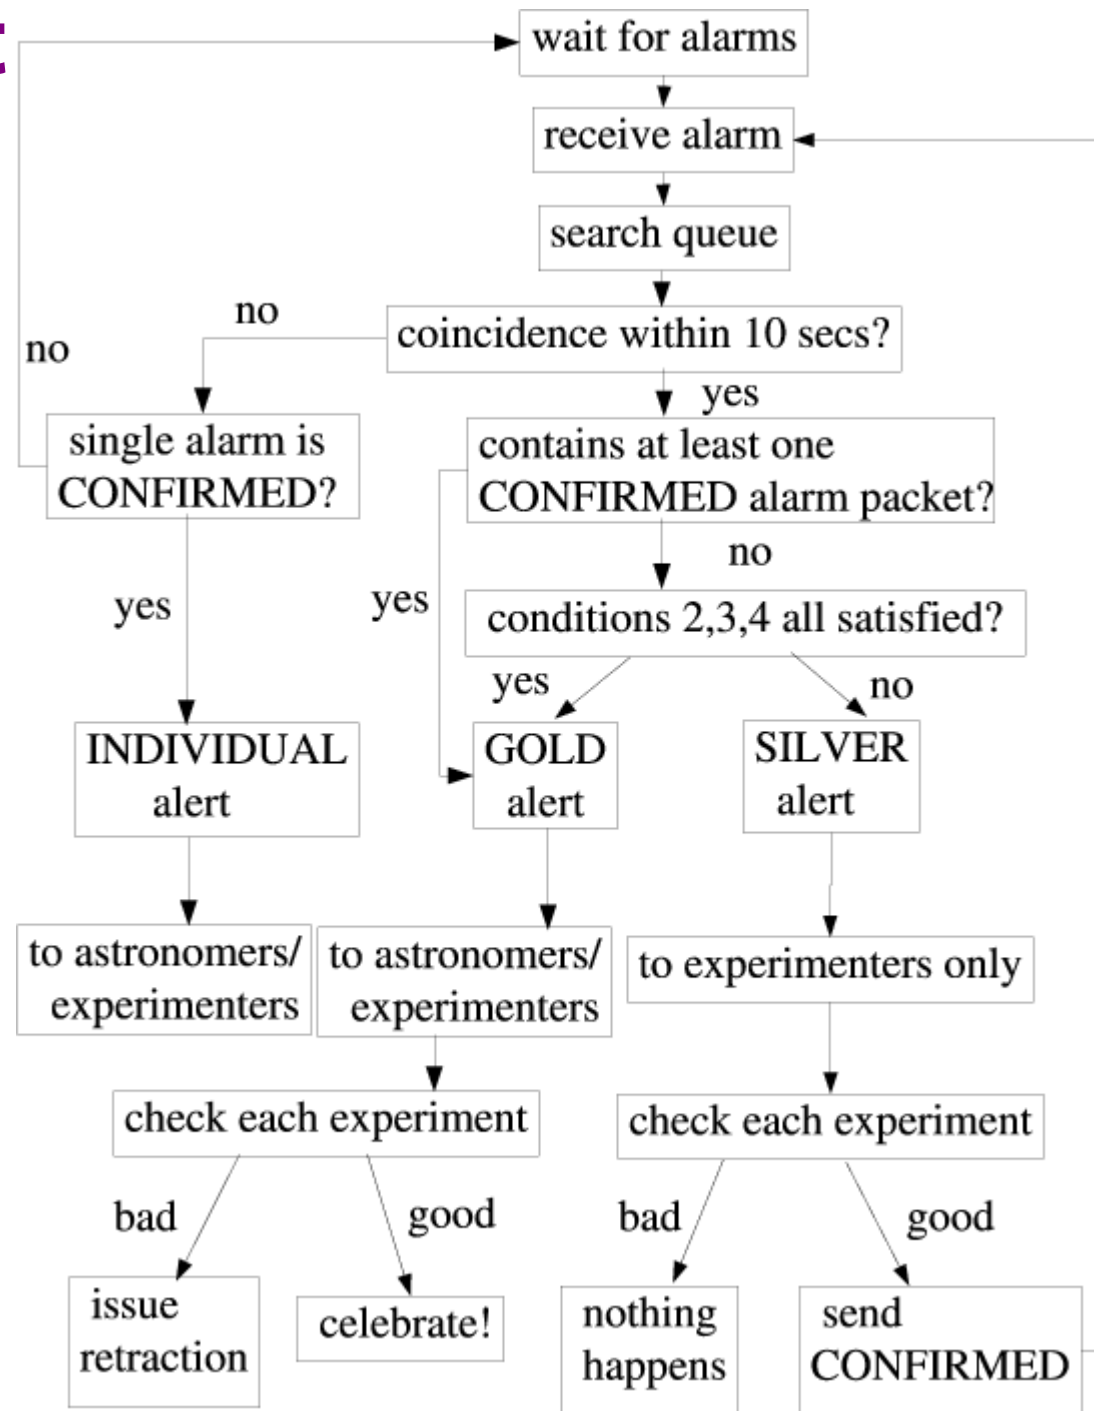 t
wait for alarms
receive alarm
search queue
no
coincidence within 10 secs?
no
yes
single alarm is
CONFIRMED?
contains at least one
CONFIRMED alarm packet?
no
yes
yes
conditions 2,3,4 all satisfied?
yes
no
INDIVIDUAL
alert
GOLD
alert
SILVER
alert
to astronomers/
experimenters
to astronomers/
experimenters
to experimenters only
check each experiment
check each experiment
bad
good
bad
good
issue
retraction
celebrate!
nothing
happens
send
CONFIRMED